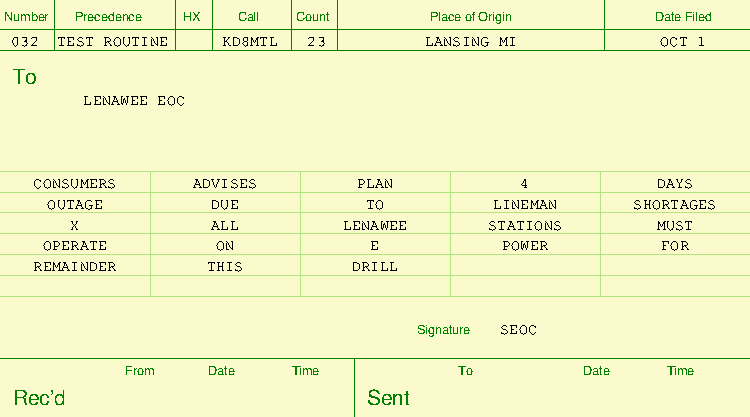 Number Precedence HX Call Count Place of Origin Date Filed
032 TEST ROUTINE KD8MTL 23 LANSING MI OCT 1
To
LENAWEE EOC
CONSUMERS ADVISES PLAN 4 DAYS
OUTAGE DUE TO LINEMAN SHORTAGES
X ALL LENAWEE STATIONS MUST
OPERATE ON E POWER FOR
REMAINDER THIS DRILL
Signature SEOC
From Date Time To Date Time
Rec'd Sent